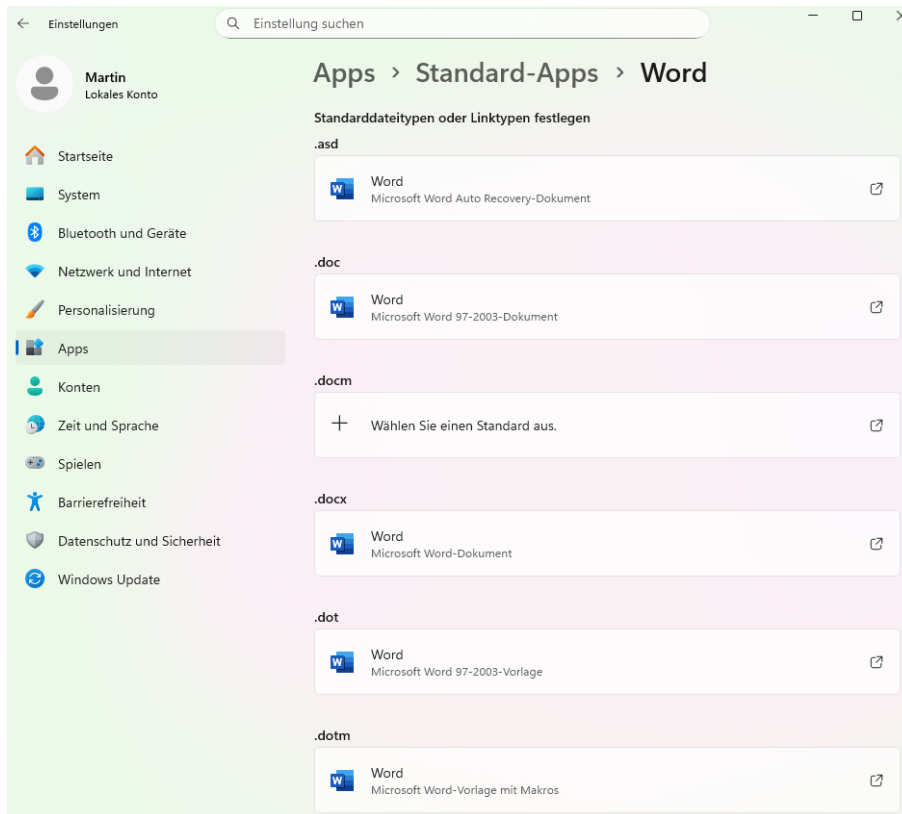 Einstellungen
Einstellung suchen
Martin
Lokales Konto
Startseite
System
Bluetooth und Geräte
Netzwerk und Internet
Personalisierung
Apps
Konten
Zeit und Sprache
Spielen
Barrierefreiheit
Datenschutz und Sicherheit
Windows Update
Apps > Standard-Apps > Word
Standarddateitypen oder Linktypen festlegen
.asd
Word
Microsoft Word Auto Recovery-Dokument
.doc
Word
Microsoft Word 97-2003-Dokument
.docm
Wählen Sie einen Standard aus.
.docx
Word
Microsoft Word-Dokument
.dot
Word
Microsoft Word 97-2003-Vorlage
.dotm
Word
Microsoft Word-Vorlage mit Makros